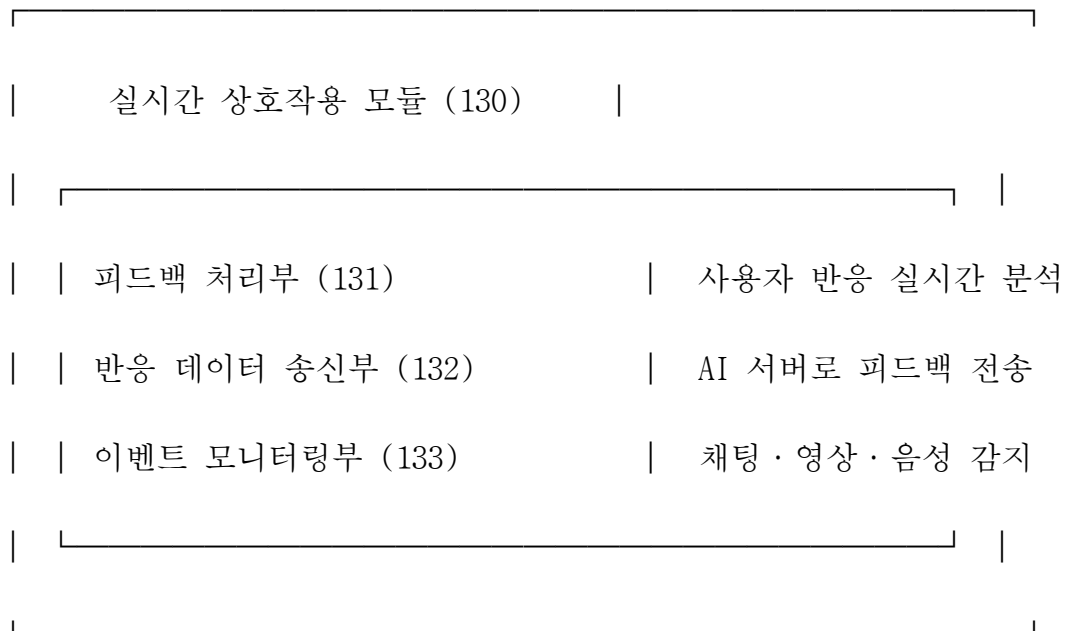 실시간 상호작용 모듈 (130)
피드백 처리부 (131) 사용자 반응 실시간 분석
반응 데이터 송신부 (132) AI 서버로 피드백 전송
이벤트 모니터링부 (133) 채팅·영상·음성 감지